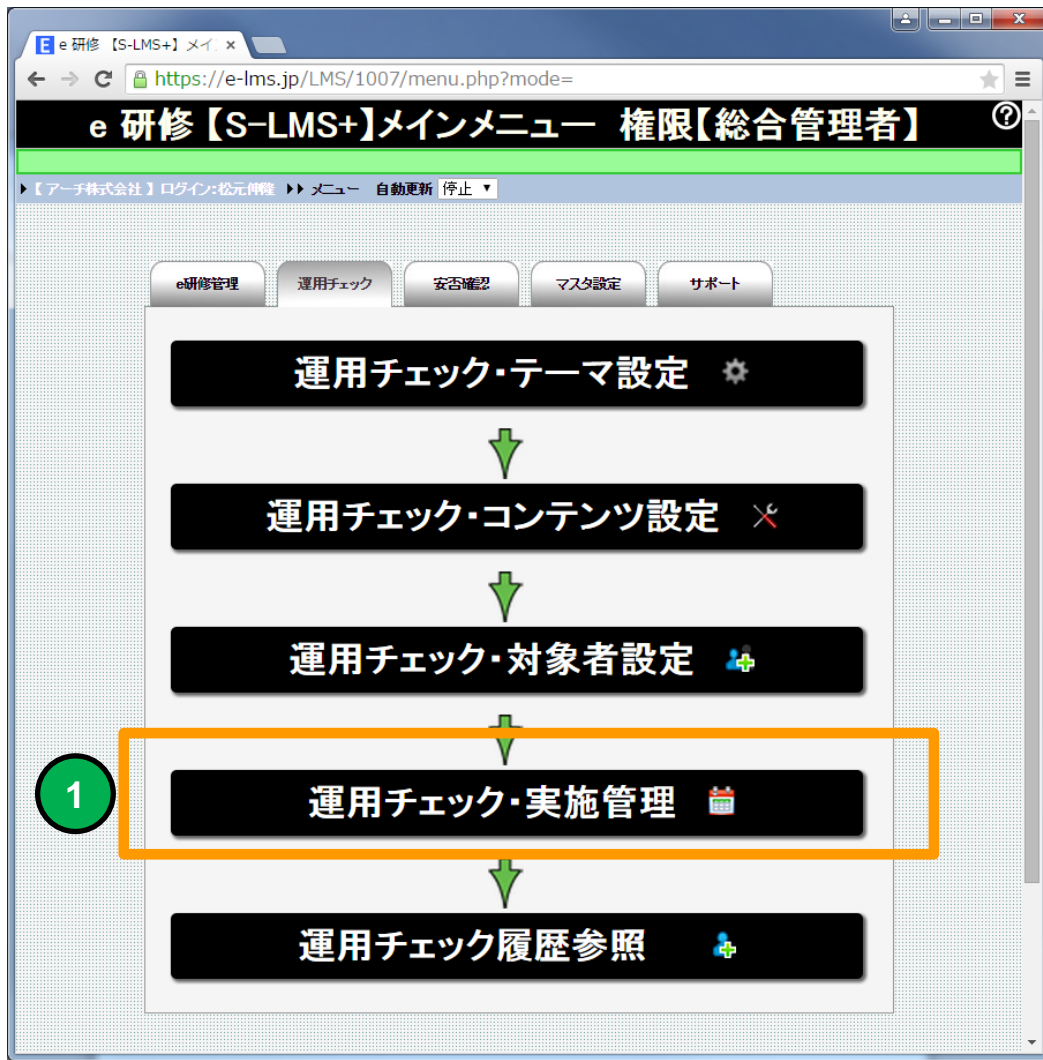 e 研修 【S-LMS+】 メイ
https://e-lms.jp/LMS/1007/menu.php?mode=
e 研修【S-LMS+】メインメニュー 権限【総合管理者】
【 アーチ株式会社 】 ログイン:松元伸隆 メニュー 自動更新 停止
e研修管理 運用チェック 安否確認 マスタ設定 サポート
運用チェック・テーマ設定
運用チェック・コンテンツ設定
運用チェック・対象者設定
1
運用チェック・実施管理
運用チェック履歴参照